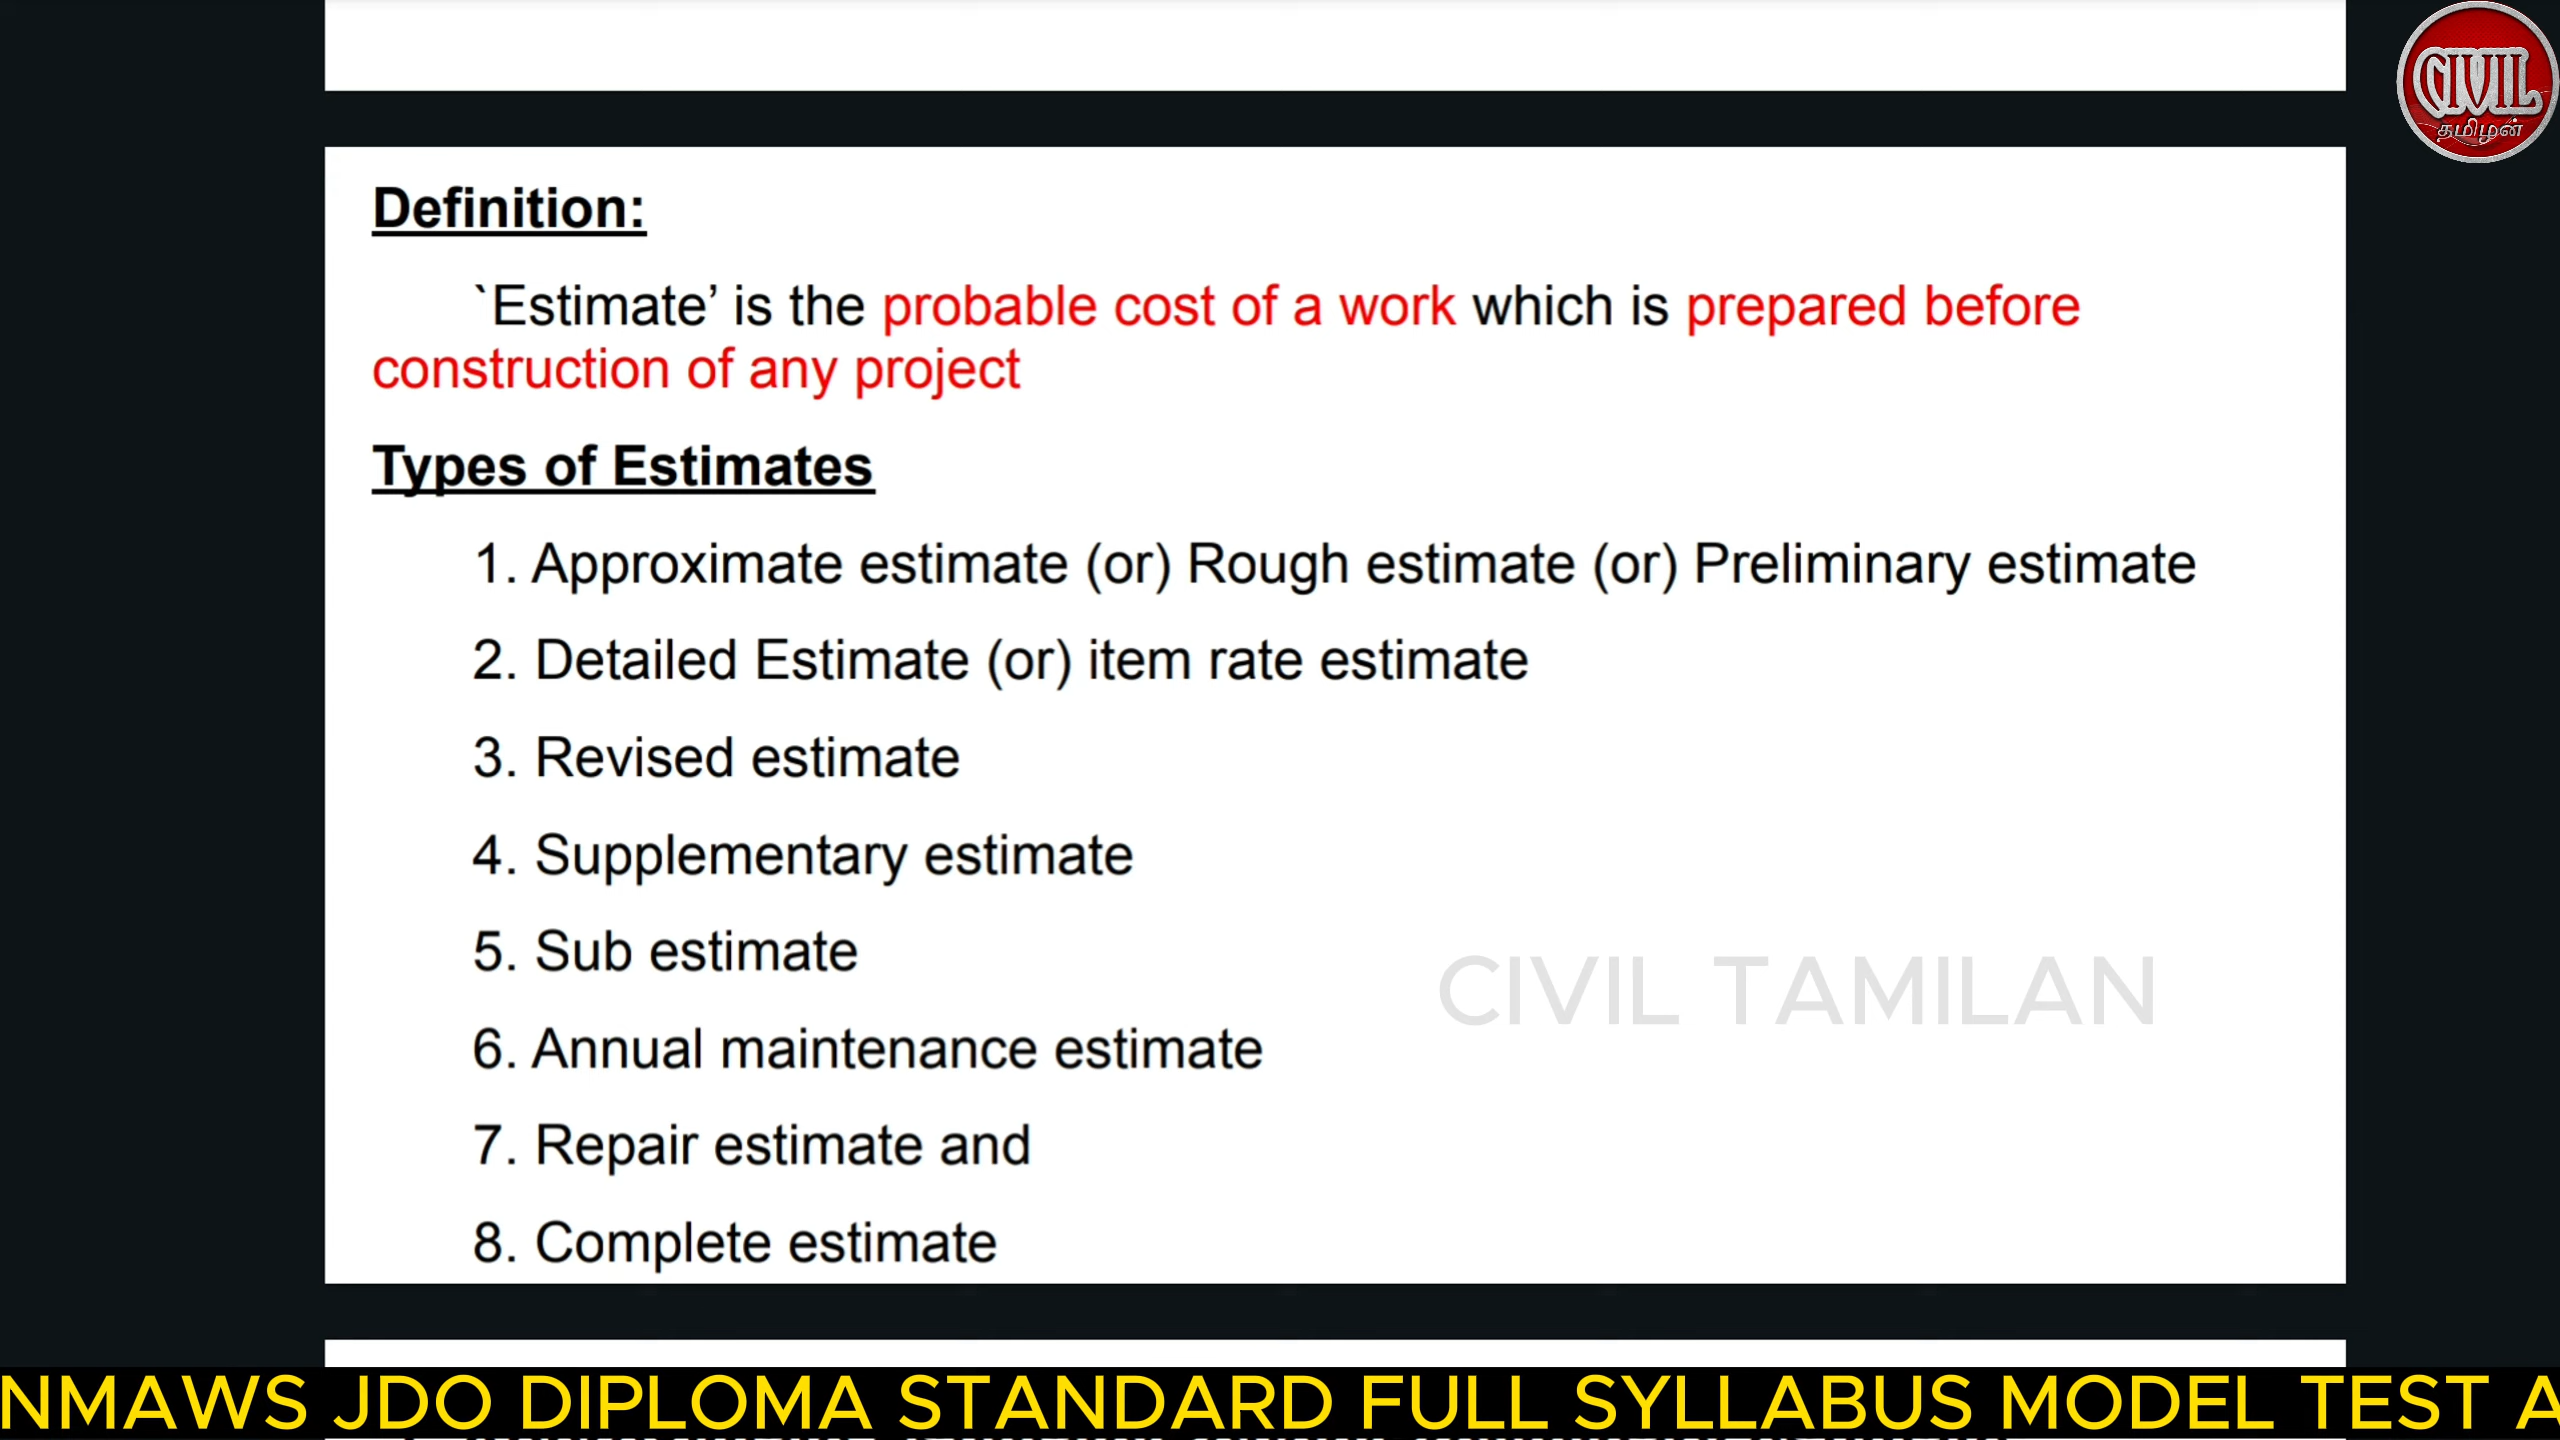 CIVIL
தமிழன்
Definition:
`Estimate’ is the probable cost of a work which is prepared before
construction of any project
Types of Estimates
1. Approximate estimate (or) Rough estimate (or) Preliminary estimate
2. Detailed Estimate (or) item rate estimate
3. Revised estimate
4. Supplementary estimate
5. Sub estimate
CIVIL TAMILAN
6. Annual maintenance estimate
7. Repair estimate and
8. Complete estimate
NMAWS JDO DIPLOMA STANDARD FULL SYLLABUS MODEL TEST A